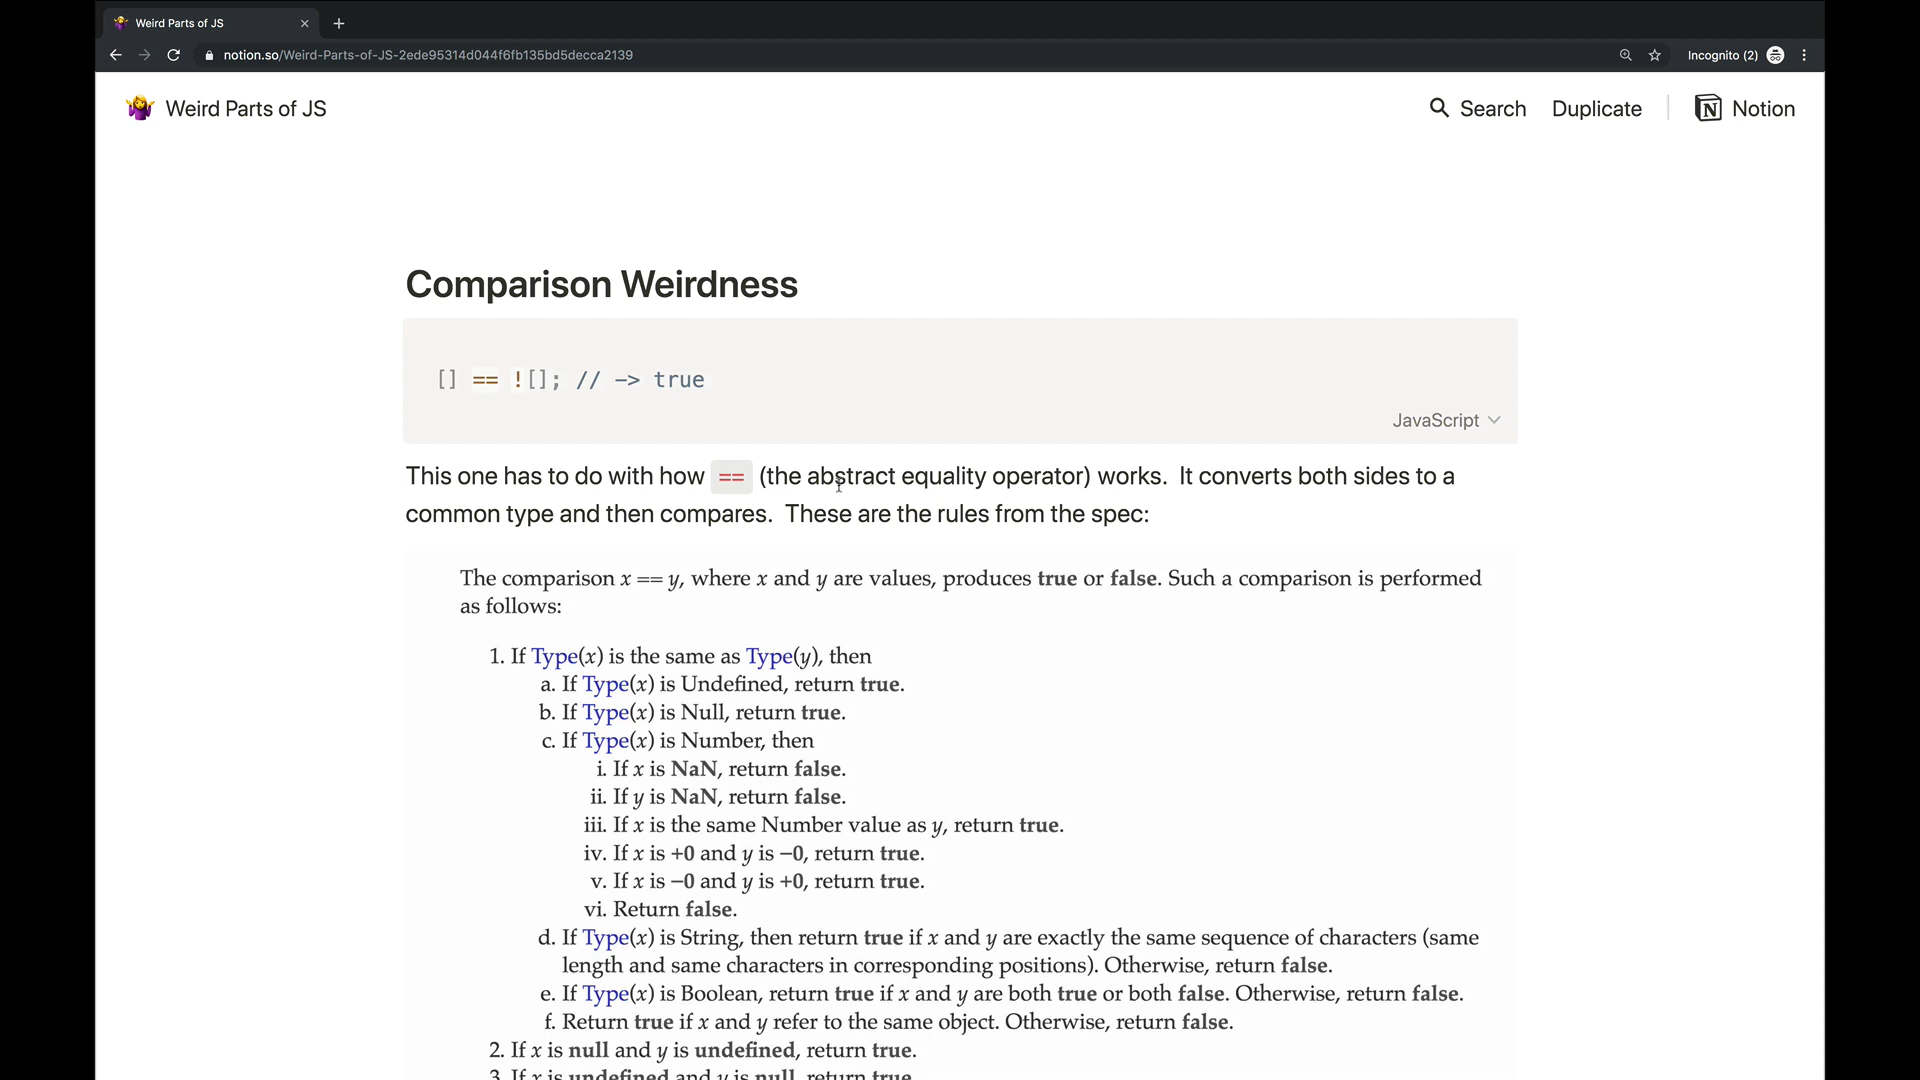 Weird Parts of JS
notion.so/Weird-Parts-of-JS-2ede95314d044f6fb135bd5decca2139
Incognito (2)
Weird Parts of JS
Search
Duplicate
Notion
Comparison Weirdness
[] == ![]; // -> true
JavaScript
This one has to do with how == (the abstract equality operator) works. It converts both sides to a
common type and then compares. These are the rules from the spec:
The comparison x == y, where x and y are values, produces true or false. Such a comparison is performed
as follows:
1. If Type(x) is the same as Type(y), then
a. If Type(x) is Undefined, return true.
b. If Type(x) is Null, return true.
c. If Type(x) is Number, then
i. If x is NaN, return false.
ii. If y is NaN, return false.
iii. If x is the same Number value as y, return true.
iv. If x is +0 and y is −0, return true.
v. If x is −0 and y is +0, return true.
vi. Return false.
d. If Type(x) is String, then return true if x and y are exactly the same sequence of characters (same
length and same characters in corresponding positions). Otherwise, return false.
e. If Type(x) is Boolean, return true if x and y are both true or both false. Otherwise, return false.
f. Return true if x and y refer to the same object. Otherwise, return false.
2. If x is null and y is undefined, return true.
3. If x is undefined and y is null, return true.